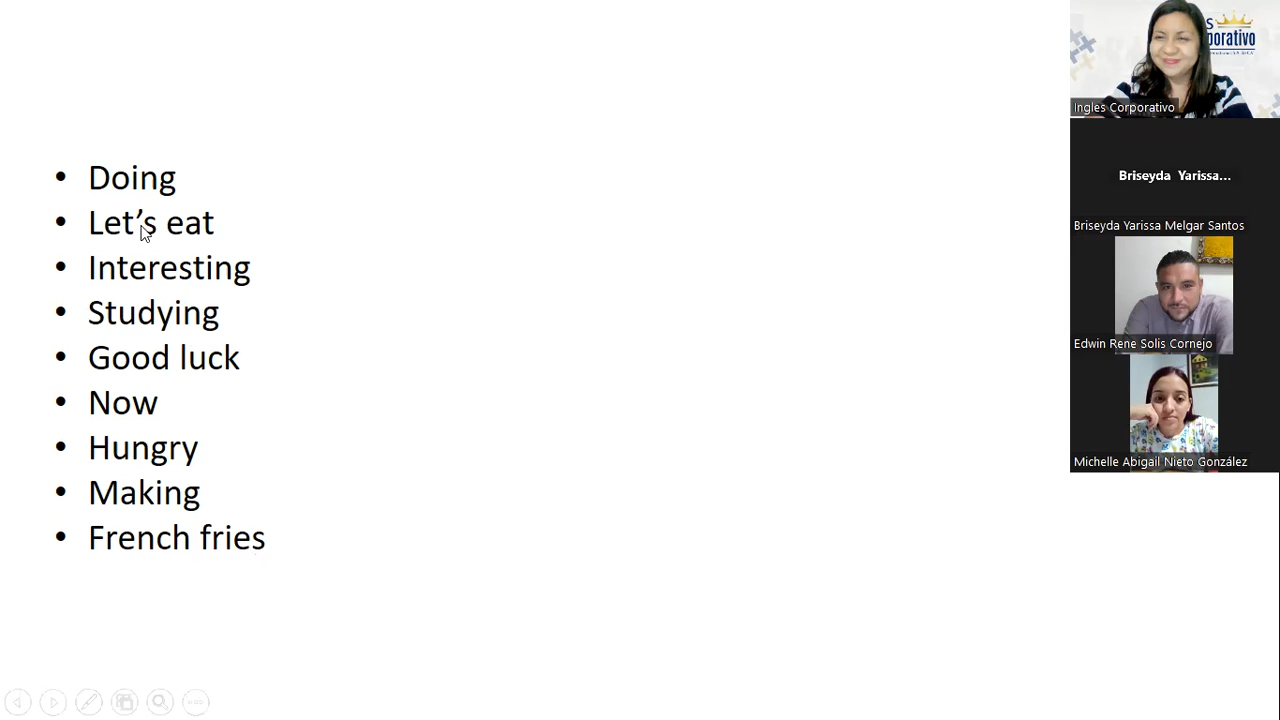 Doing
Let's eat
Interesting
Studying
Good luck
Now
Hungry
Making
French fries
Ingles Corporativo
Briseyda Yarissa...
Briseyda Yarissa Melgar Santos
Edwin Rene Solis Cornejo
Michelle Abigail Nieto González